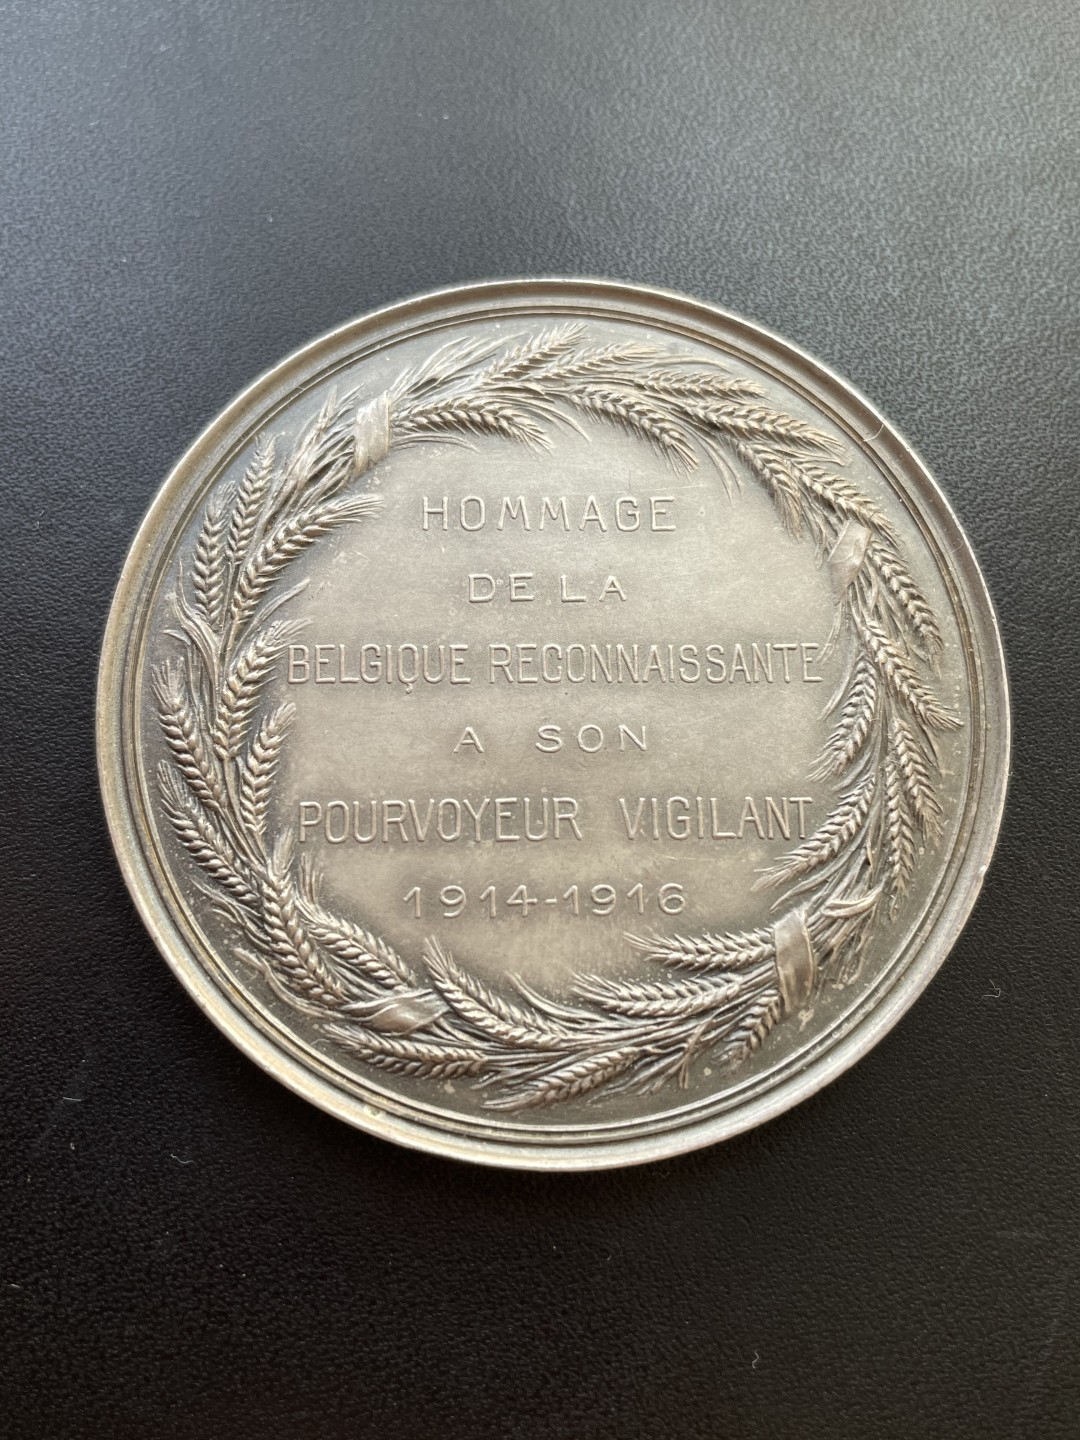 HOMMAGE
DE LA
BELGIQUE RECONNAISSANTE
A SON
POURVOYEUR VIGILANT
1914-1916